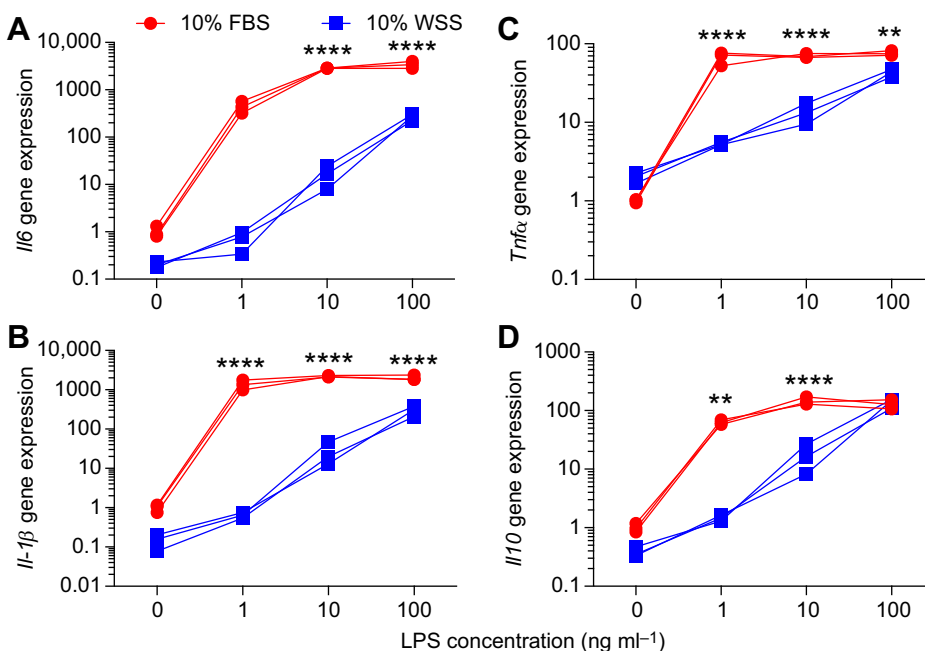 10% FBS 10% WSS
A
10,000
1000
100
10
1
0.1
Il6 gene expression
**** ****
0 1 10 100
C
100
10
1
0.1
Tnfα gene expression
**** **** **
0 1 10 100
B
10,000
1000
100
10
1
0.1
0.01
Il-1β gene expression
**** **** ****
0 1 10 100
D
1000
100
10
1
0.1
Il10 gene expression
** ****
0 1 10 100
LPS concentration (ng ml⁻¹)